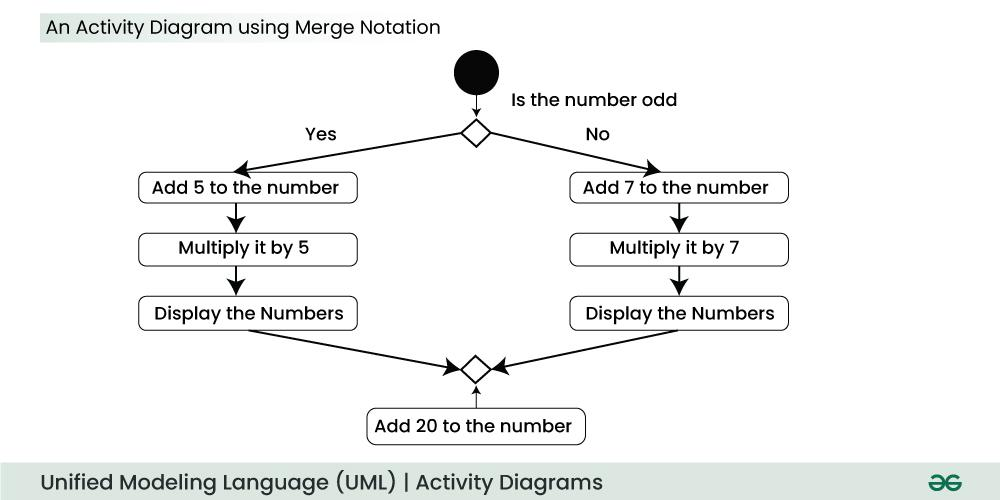 An Activity Diagram using Merge Notation
Is the number odd
Yes
No
Add 5 to the number
Add 7 to the number
Multiply it by 5
Multiply it by 7
Display the Numbers
Display the Numbers
Add 20 to the number
Unified Modeling Language (UML) | Activity Diagrams